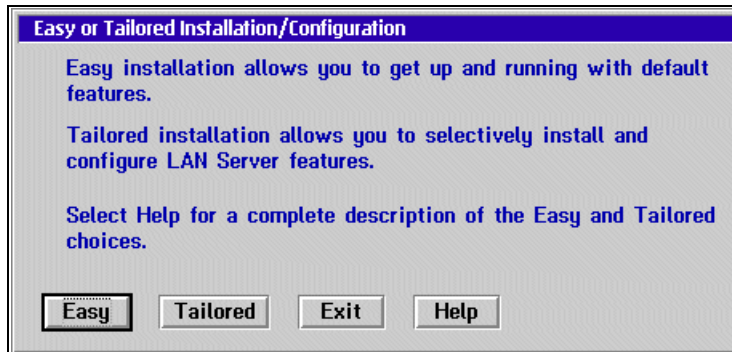 Easy or Tailored Installation/Configuration
Easy installation allows you to get up and running with default
features.
Tailored installation allows you to selectively install and
configure LAN Server features.
Select Help for a complete description of the Easy and Tailored
choices.
Easy Tailored Exit Help